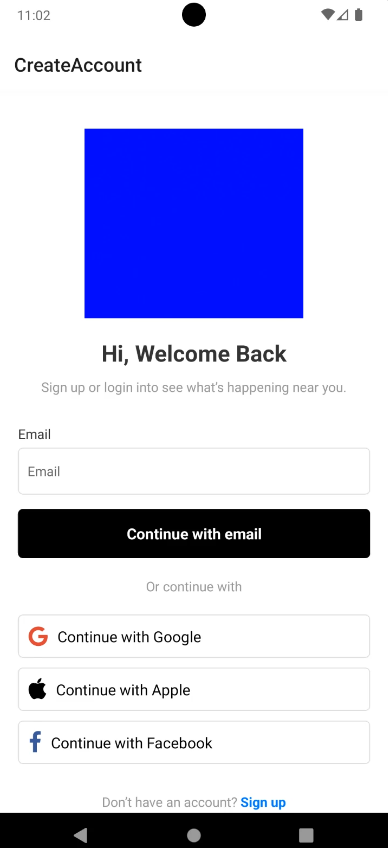 11:02
CreateAccount
Hi, Welcome Back
Sign up or login into see what's happening near you.
Email
Email
Continue with email
Or continue with
Continue with Google
Continue with Apple
Continue with Facebook
Don't have an account? Sign up